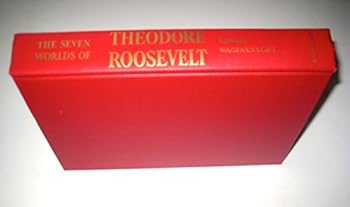 THE SEVEN
WORLDS OF
THEODORE
ROOSEVELT
WAGENKNECHT